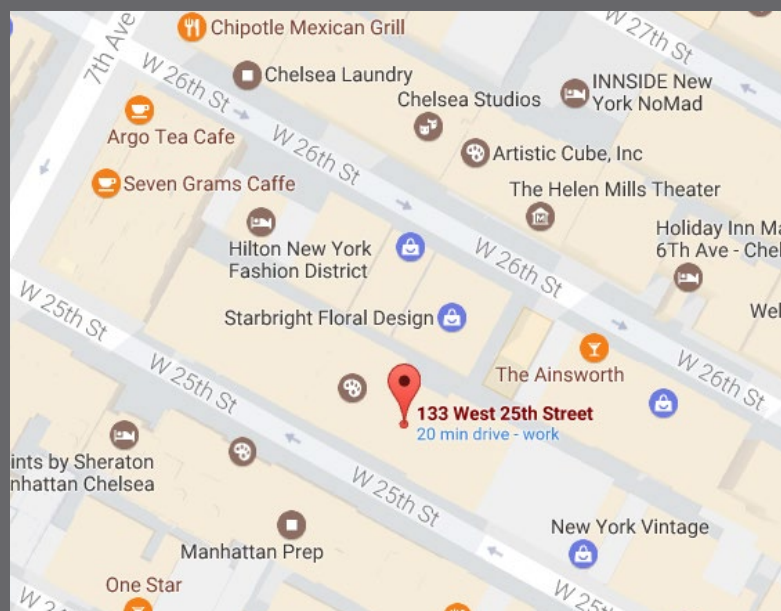 Chipotle Mexican Grill
7th Ave
W 27th St
W 26th St
Chelsea Laundry
INNSIDE New
York NoMad
Chelsea Studios
Argo Tea Cafe
W 26th St
Artistic Cube, Inc
Seven Grams Caffe
The Helen Mills Theater
Hilton New York
Fashion District
Holiday Inn Ma
6Th Ave - Chel
W 26th St
W 25th St
Starbright Floral Design
Wel
The Ainsworth
W 26th St
W 25th St
133 West 25th Street
20 min drive - work
ints by Sheraton
nhattan Chelsea
W 25th St
New York Vintage
Manhattan Prep
One Star
W 24
W 25t